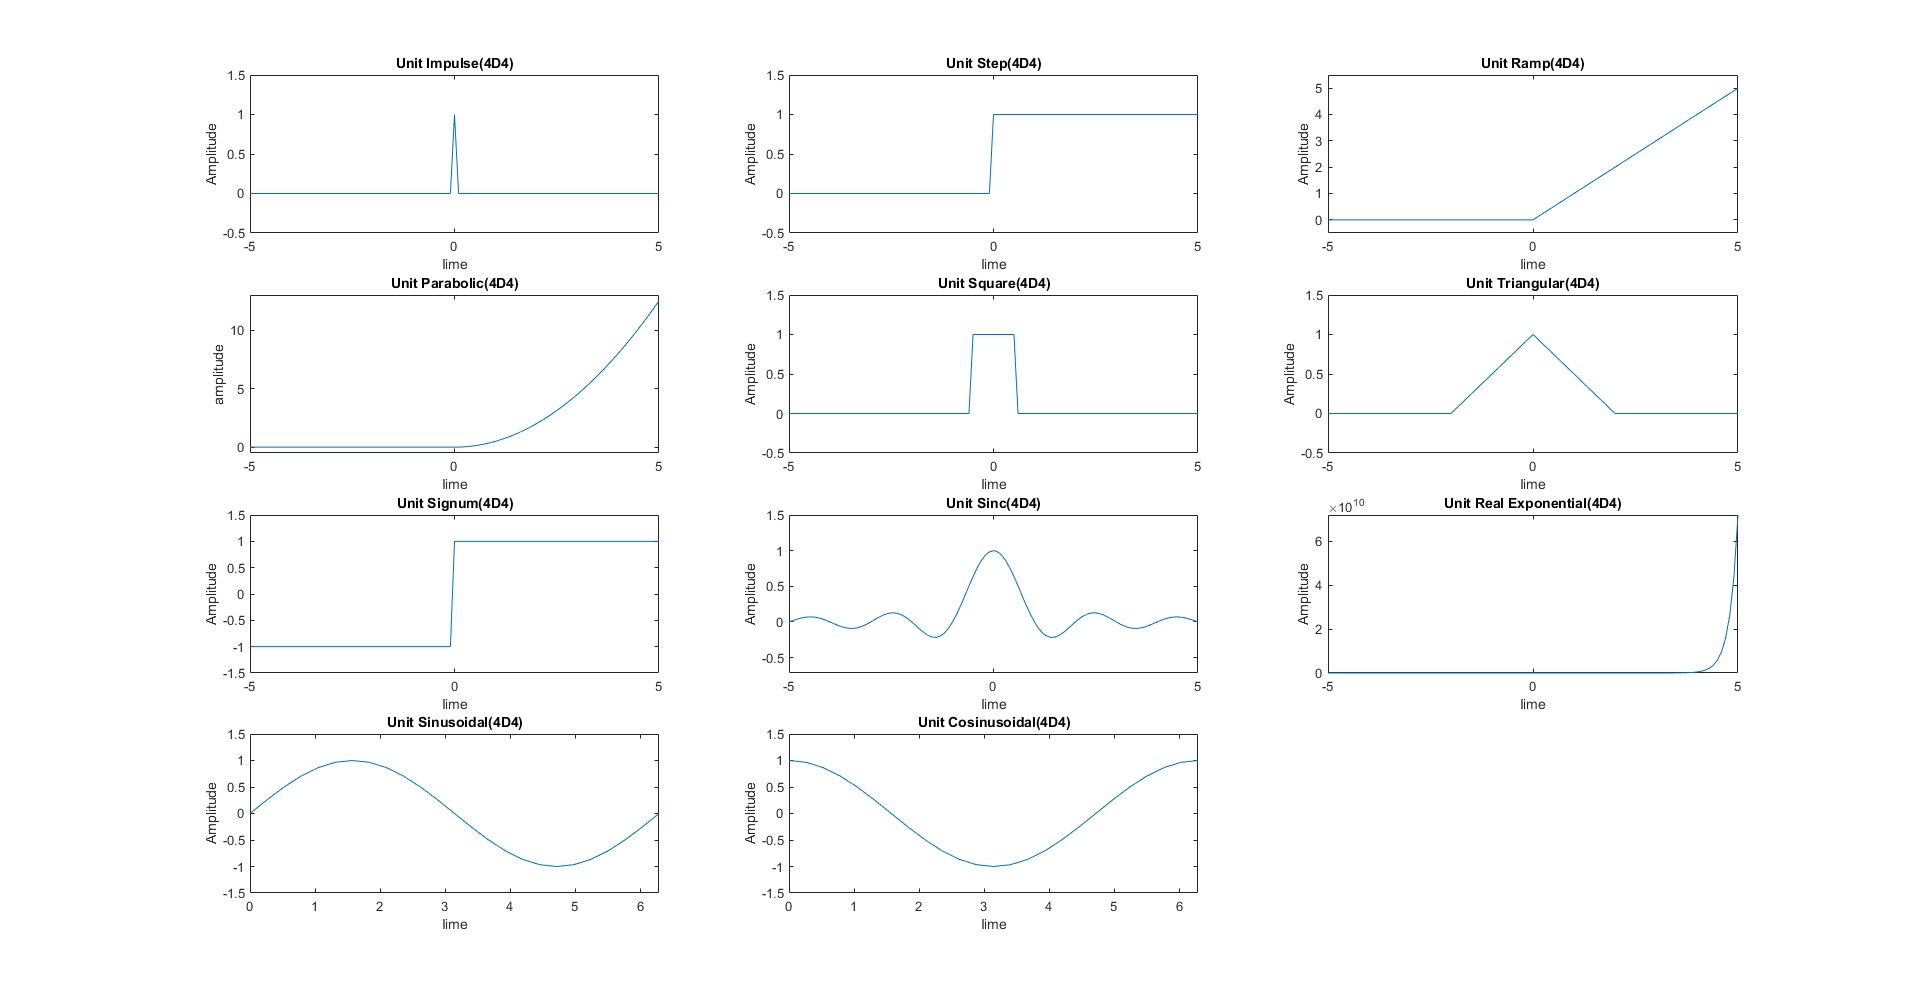 Unit Impulse(4D4)
1.5
1
0.5
0
-0.5
Amplitude
-5 0 5
lime
Unit Step(4D4)
1.5
1
0.5
0
-0.5
Amplitude
-5 0 5
lime
Unit Ramp(4D4)
5
4
3
2
1
0
Amplitude
-5 0 5
lime
Unit Parabolic(4D4)
10
5
0
amplitude
-5 0 5
lime
Unit Square(4D4)
1.5
1
0.5
0
-0.5
Amplitude
-5 0 5
lime
Unit Triangular(4D4)
1.5
1
0.5
0
-0.5
Amplitude
-5 0 5
lime
Unit Signum(4D4)
1.5
1
0.5
0
-0.5
-1
-1.5
Amplitude
-5 0 5
lime
Unit Sinc(4D4)
1.5
1
0.5
0
-0.5
Amplitude
-5 0 5
lime
Unit Real Exponential(4D4)
×10¹⁰
6
4
2
0
Amplitude
-5 0 5
lime
Unit Sinusoidal(4D4)
1.5
1
0.5
0
-0.5
-1
-1.5
Amplitude
0 1 2 3 4 5 6
lime
Unit Cosinusoidal(4D4)
1.5
1
0.5
0
-0.5
-1
-1.5
Amplitude
0 1 2 3 4 5 6
lime